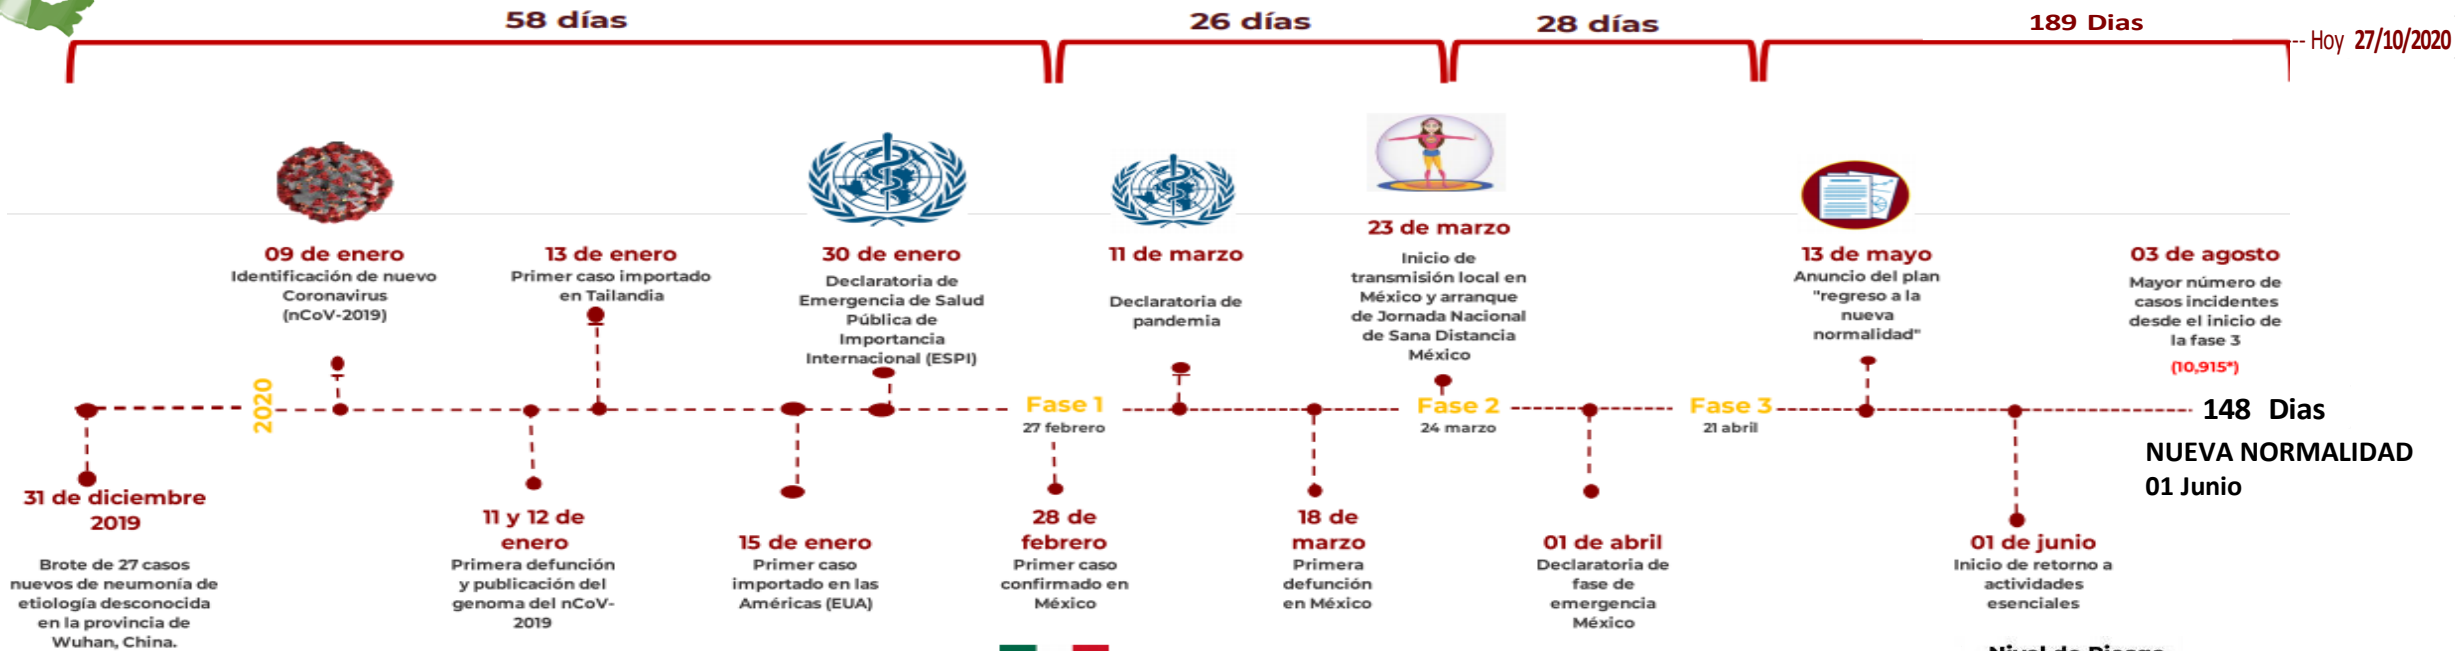 58 días
26 días
28 días
189 Dias
-- Hoy 27/10/2020
09 de enero
Identificación de nuevo
Coronavirus
(nCoV-2019)
13 de enero
Primer caso importado
en Tailandia
30 de enero
Declaratoria de
Emergencia de Salud
Pública de
Importancia
Internacional (ESPI)
11 de marzo
Declaratoria de
pandemia
23 de marzo
Inicio de
transmisión local en
México y arranque
de Jornada Nacional
de Sana Distancia
México
13 de mayo
Anuncio del plan
"regreso a la
nueva
normalidad"
03 de agosto
Mayor número de
casos incidentes
desde el inicio de
la fase 3
(10,915*)
2020
Fase 1
27 febrero
Fase 2
24 marzo
Fase 3
21 abril
148 Dias
NUEVA NORMALIDAD
01 Junio
31 de diciembre
2019
Brote de 27 casos
nuevos de neumonía de
etiología desconocida
en la provincia de
Wuhan, China.
11 y 12 de
enero
Primera defunción
y publicación del
genoma del nCoV-
2019
15 de enero
Primer caso
importado en las
Américas (EUA)
28 de
febrero
Primer caso
confirmado en
México
18 de
marzo
Primera
defunción
en México
01 de abril
Declaratoria de
fase de
emergencia
México
01 de junio
Inicio de retorno a
actividades
esenciales
Nivel de Riesgo